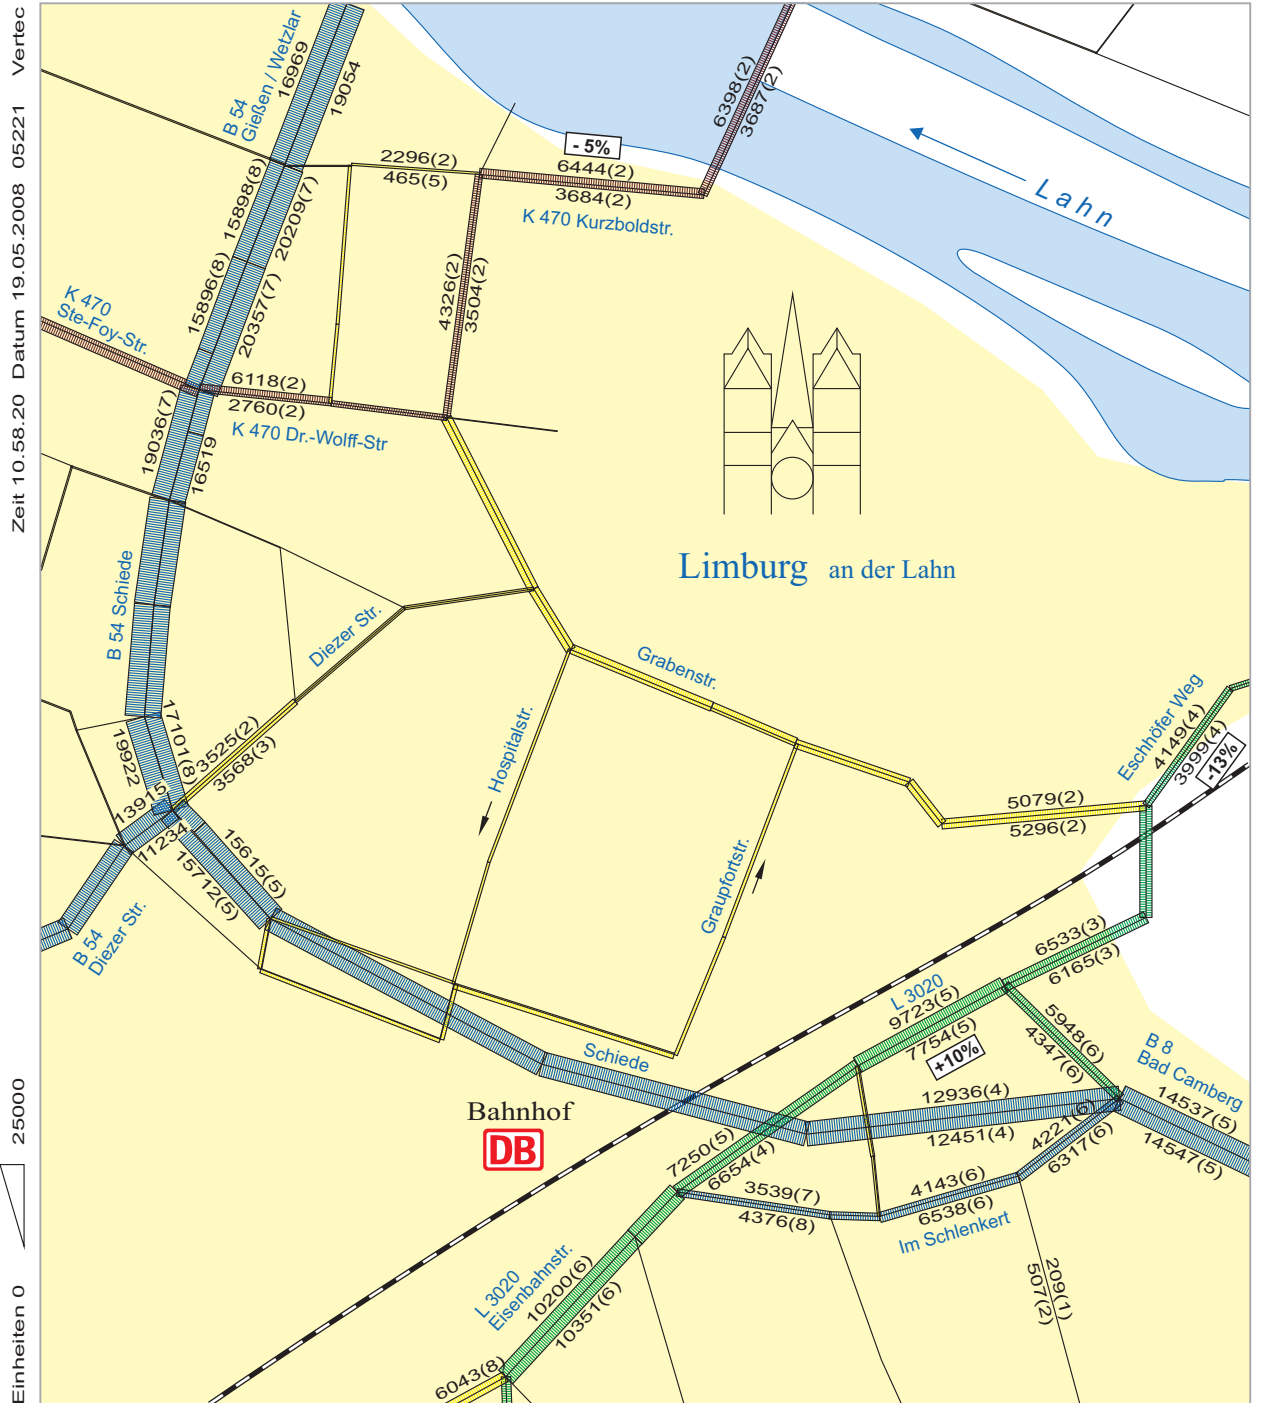 Zeit 10.58.20 Datum 19.05.2008 05221 Vertec
Einheiten 0 25000
B 54
Gießen / Wetzlar
16969
19054
6398(2)
3687(2)
- 5%
2296(2)
465(5)
6444(2)
3684(2)
K 470 Kurzboldstr.
Lahn
15898(8)
20209(7)
15896(8)
20357(7)
4326(2)
3504(2)
K 470
Ste-Foy-Str.
6118(2)
2760(2)
K 470 Dr.-Wolff-Str
19036(7)
16519
Limburg an der Lahn
B 54 Schiede
Diezer Str.
Grabenstr.
Hospitalstr.
Eschhöfer Weg
4149(4)
3999(4)
-13%
17101(8)
19922
3525(2)
3568(3)
13915
11234
5079(2)
5296(2)
15615(5)
15712(5)
Graupfortstr.
B 54
Diezer Str.
6533(3)
6165(3)
L 3020
9723(5)
7754(5)
+10%
5948(6)
4347(6)
B 8
Bad Camberg
14537(5)
14547(5)
Schiede
Bahnhof
DB
12936(4)
12451(4)
4221(6)
6317(6)
7250(5)
6654(4)
3539(7)
4376(8)
4143(6)
6538(6)
Im Schlenkert
L 3020
Eisenbahnstr.
10200(6)
10351(6)
209(1)
507(2)
6043(8)